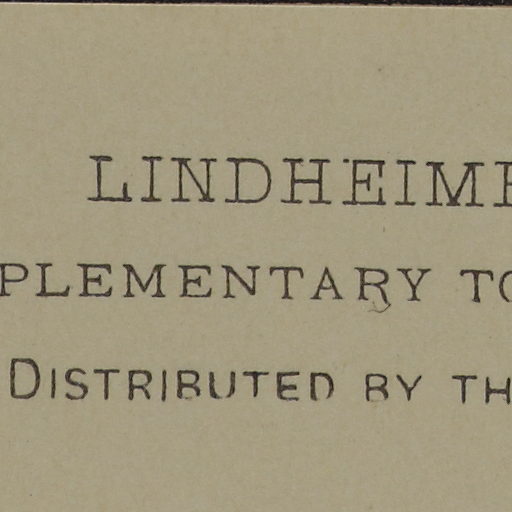 LINDHEIME
PLEMENTARY TO
DISTRIBUTED BY TH